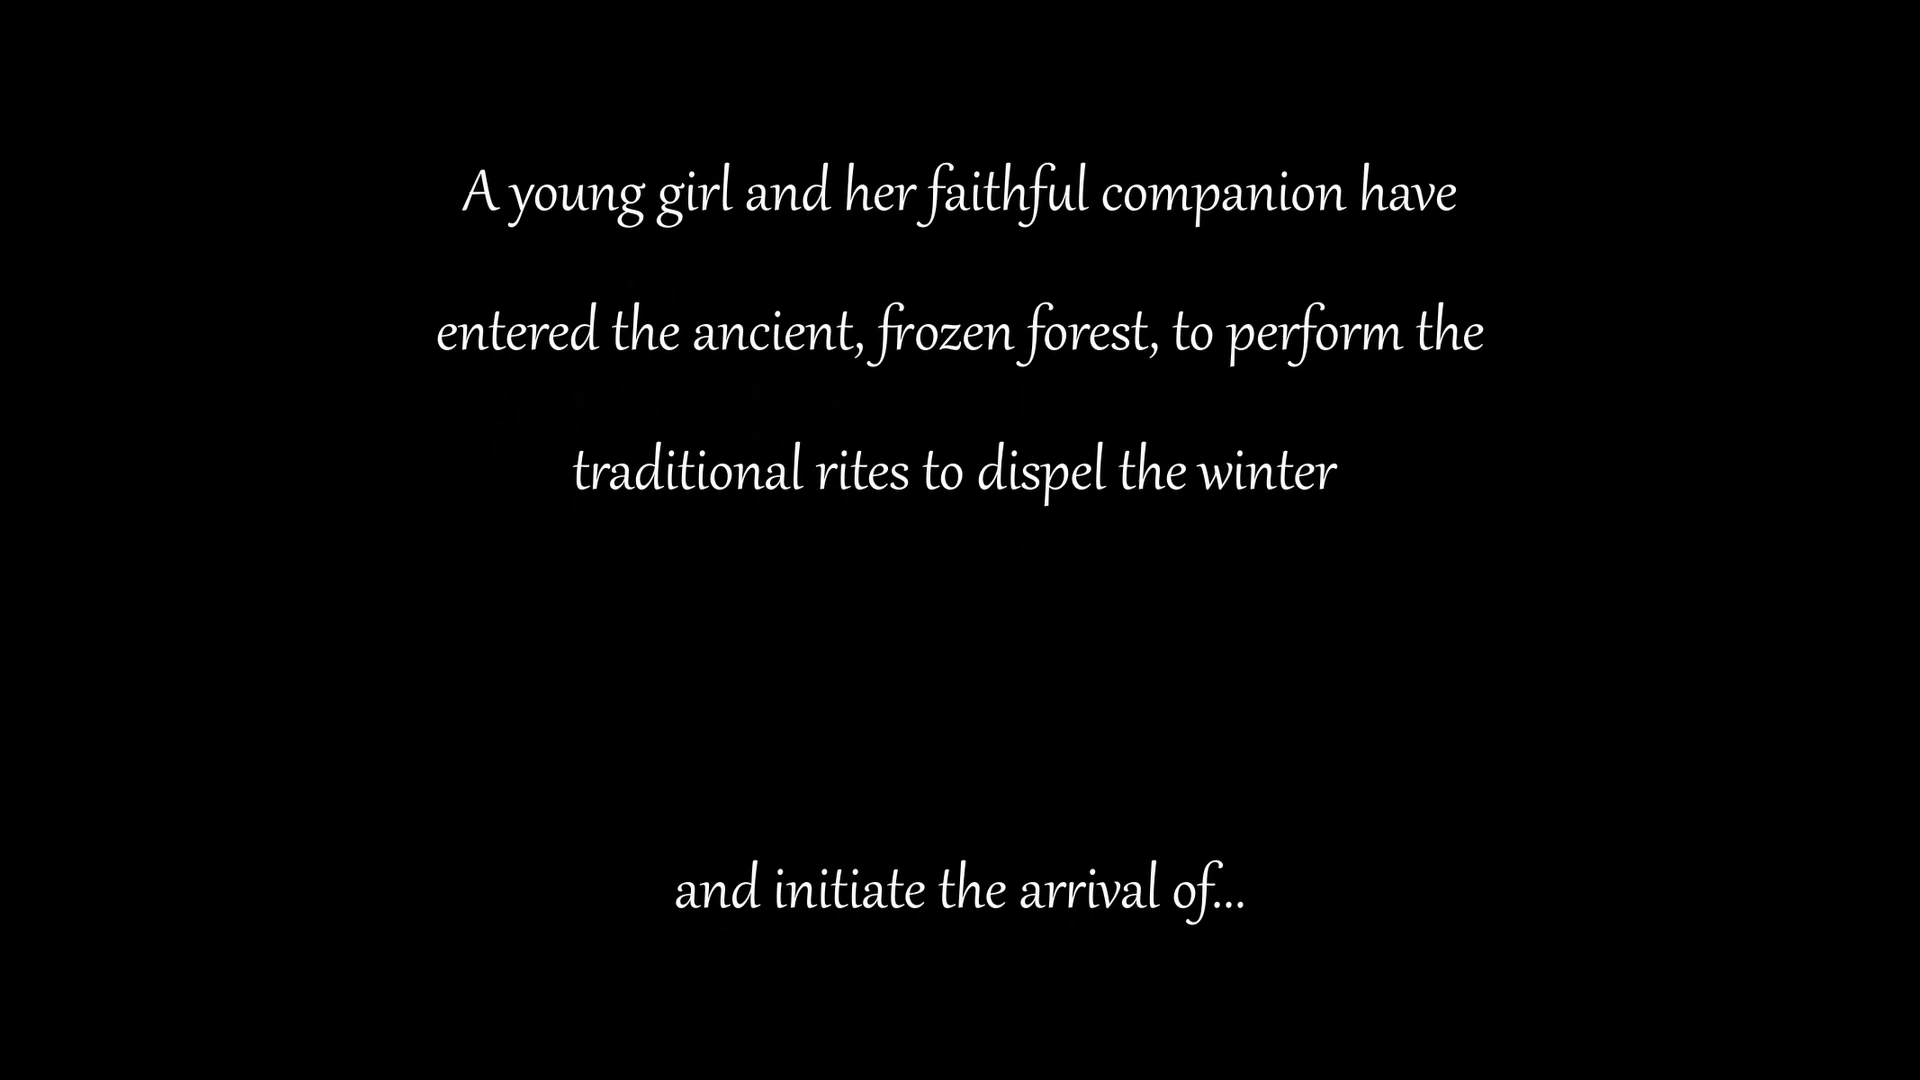 A young girl and her faithful companion have
entered the ancient, frozen forest, to perform the
traditional rites to dispel the winter
and initiate the arrival of...